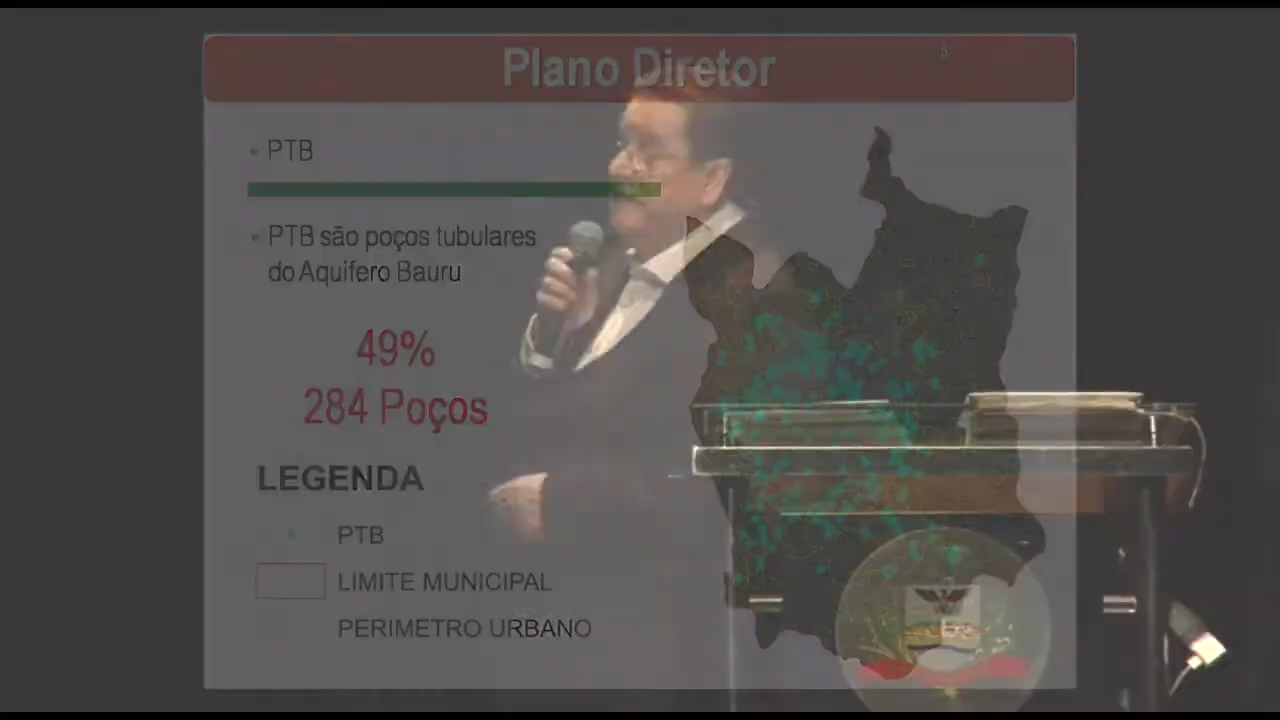 Plano Diretor
5
• PTB
• PTB são poços tubulares
do Aquífero Bauru
49%
284 Poços
LEGENDA
PTB
LIMITE MUNICIPAL
PERIMETRO URBANO